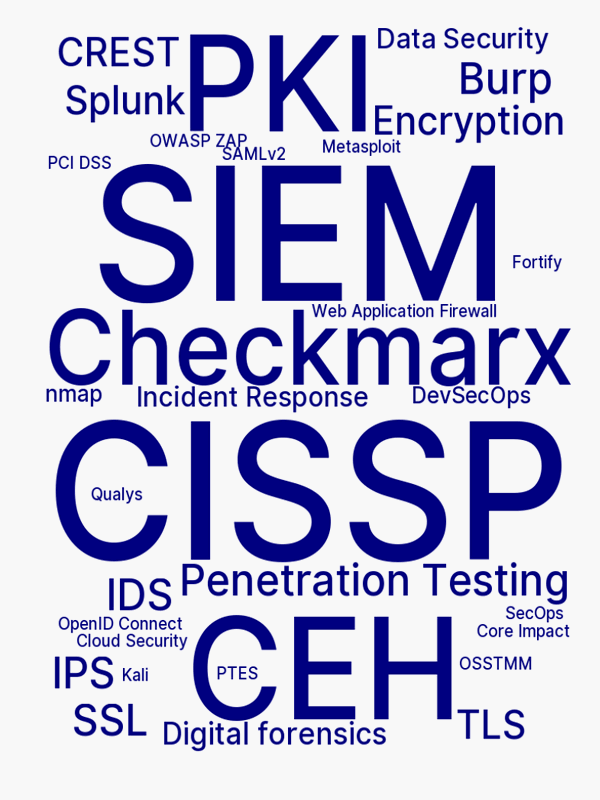 CREST
PKI
Data Security
Splunk
Burp
Encryption
OWASP ZAP
SAMLv2
Metasploit
PCI DSS
SIEM
Fortify
Web Application Firewall
Checkmarx
nmap
Incident Response
DevSecOps
CISSP
Qualys
Penetration Testing
IDS
SecOps
OpenID Connect
Core Impact
Cloud Security
CEH
OSSTMM
IPS
Kali
PTES
SSL
TLS
Digital forensics